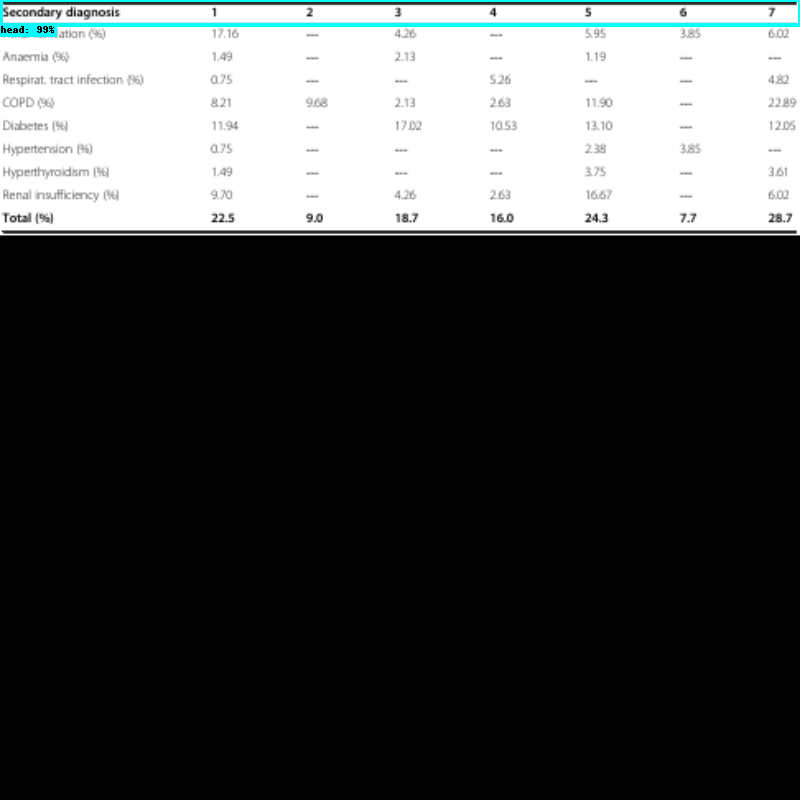 Secondary diagnosis 1 2 3 4 5 6 7
head: 99%
ation (%) 17.16 --- 4.26 --- 5.95 3.85 6.02
Anaemia (%) 1.49 --- 2.13 --- 1.19 --- ---
Respirat. tract infection (%) 0.75 --- --- 5.26 --- --- 4.82
COPD (%) 8.21 9.68 2.13 2.63 11.90 --- 22.89
Diabetes (%) 11.94 --- 17.02 10.53 13.10 --- 12.05
Hypertension (%) 0.75 --- --- --- 2.38 3.85 ---
Hyperthyroidism (%) 1.49 --- --- --- 3.75 --- 3.61
Renal insufficiency (%) 9.70 --- 4.26 2.63 16.67 --- 6.02
Total (%) 22.5 9.0 18.7 16.0 24.3 7.7 28.7